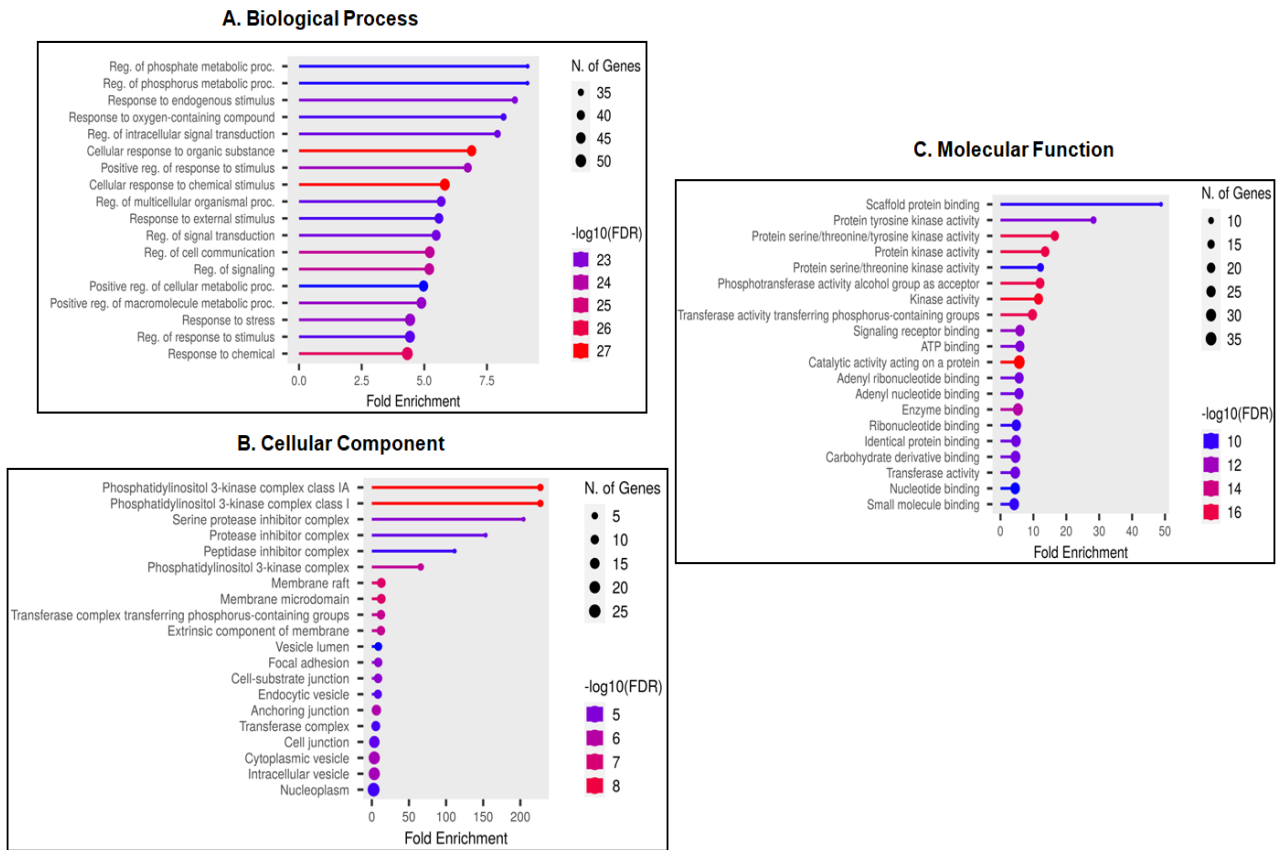 A. Biological Process
Reg. of phosphate metabolic proc.
Reg. of phosphorus metabolic proc.
Response to endogenous stimulus
Response to oxygen-containing compound
Reg. of intracellular signal transduction
Cellular response to organic substance
Positive reg. of response to stimulus
Cellular response to chemical stimulus
Reg. of multicellular organismal proc.
Response to external stimulus
Reg. of signal transduction
Reg. of cell communication
Reg. of signaling
Positive reg. of cellular metabolic proc.
Positive reg. of macromolecule metabolic proc.
Response to stress
Reg. of response to stimulus
Response to chemical
0.0 2.5 5.0 7.5
Fold Enrichment
N. of Genes
35
40
45
50
-log10(FDR)
23
24
25
26
27
B. Cellular Component
Phosphatidylinositol 3-kinase complex class IA
Phosphatidylinositol 3-kinase complex class I
Serine protease inhibitor complex
Protease inhibitor complex
Peptidase inhibitor complex
Phosphatidylinositol 3-kinase complex
Membrane raft
Membrane microdomain
Transferase complex transferring phosphorus-containing groups
Extrinsic component of membrane
Vesicle lumen
Focal adhesion
Cell-substrate junction
Endocytic vesicle
Anchoring junction
Transferase complex
Cell junction
Cytoplasmic vesicle
Intracellular vesicle
Nucleoplasm
0 50 100 150 200
Fold Enrichment
N. of Genes
5
10
15
20
25
-log10(FDR)
5
6
7
8
C. Molecular Function
Scaffold protein binding
Protein tyrosine kinase activity
Protein serine/threonine/tyrosine kinase activity
Protein kinase activity
Protein serine/threonine kinase activity
Phosphotransferase activity alcohol group as acceptor
Kinase activity
Transferase activity transferring phosphorus-containing groups
Signaling receptor binding
ATP binding
Catalytic activity acting on a protein
Adenyl ribonucleotide binding
Adenyl nucleotide binding
Enzyme binding
Ribonucleotide binding
Identical protein binding
Carbohydrate derivative binding
Transferase activity
Nucleotide binding
Small molecule binding
0 10 20 30 40 50
Fold Enrichment
N. of Genes
10
15
20
25
30
35
-log10(FDR)
10
12
14
16